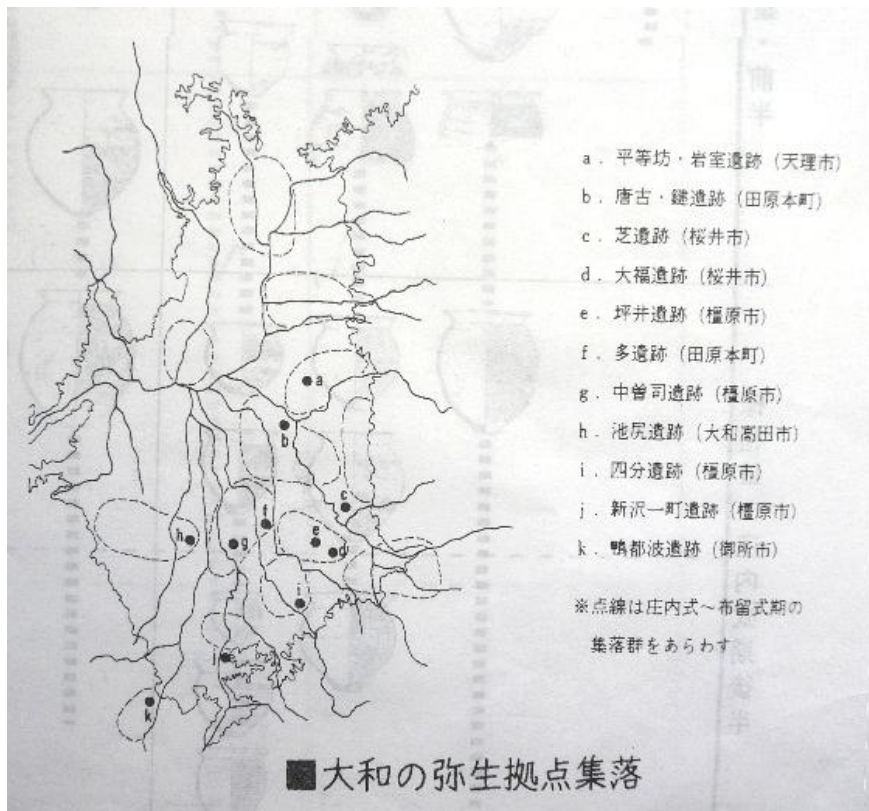 a. 平等坊・岩室遺跡 (天理市)
b. 唐古・鍵遺跡 (田原本町)
c. 芝遺跡 (桜井市)
d. 大福遺跡 (桜井市)
e. 坪井遺跡 (橿原市)
f. 多遺跡 (田原本町)
g. 中曽司遺跡 (橿原市)
h. 池尻遺跡 (大和高田市)
i. 四分遺跡 (橿原市)
j. 新沢一町遺跡 (橿原市)
k. 鴨都波遺跡 (御所市)
※点線は庄内式〜布留式期の
集落群をあらわす
a
b
c
f
e
d
h
g
i
j
k
■大和の弥生拠点集落